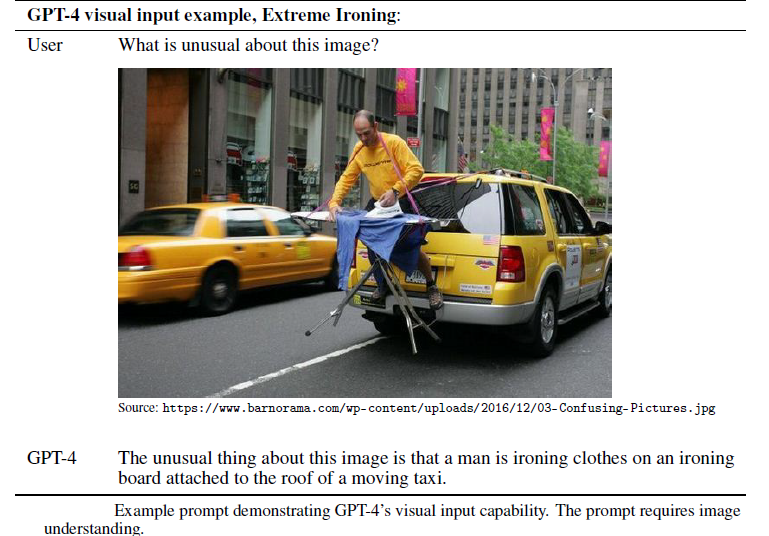 GPT-4 visual input example, Extreme Ironing:
User What is unusual about this image?
Source: https://www.barnorama.com/wp-content/uploads/2016/12/03-Confusing-Pictures.jpg
GPT-4 The unusual thing about this image is that a man is ironing clothes on an ironing
board attached to the roof of a moving taxi.
Example prompt demonstrating GPT-4's visual input capability. The prompt requires image
understanding.